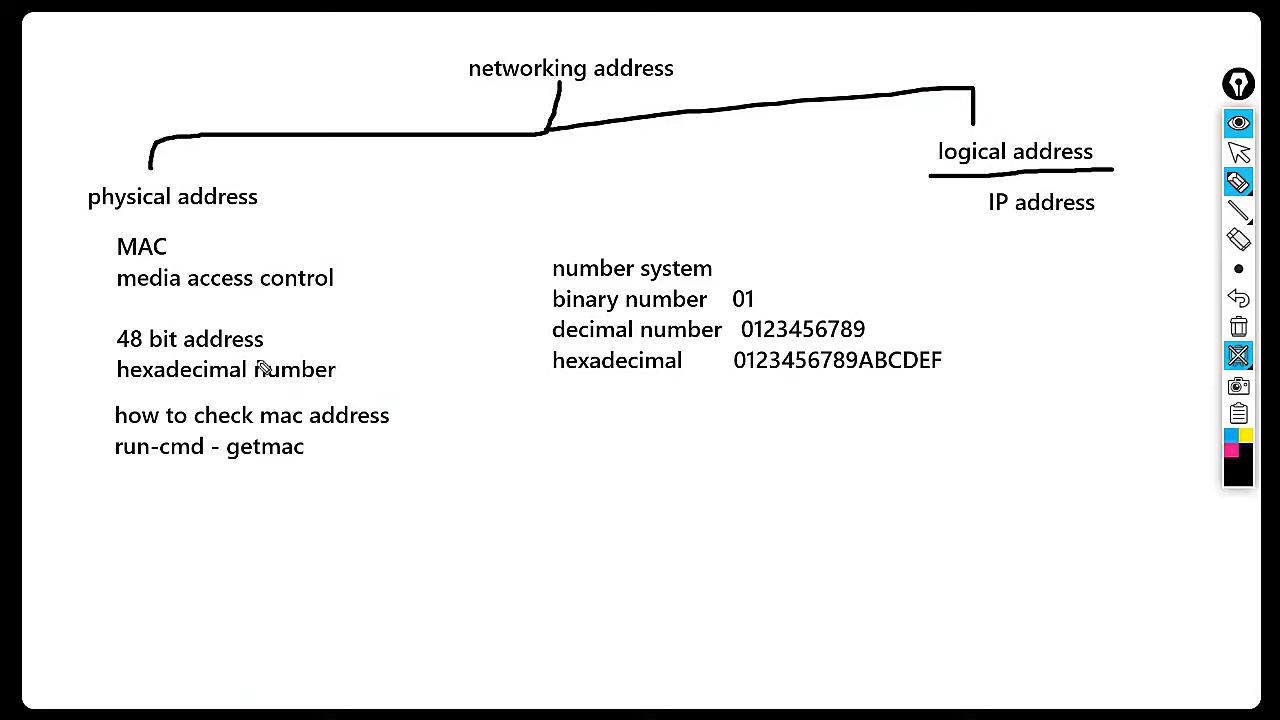 networking address
logical address
physical address
IP address
MAC
media access control
48 bit address
hexadecimal number
how to check mac address
run-cmd - getmac
number system
binary number 01
decimal number 0123456789
hexadecimal 0123456789ABCDEF